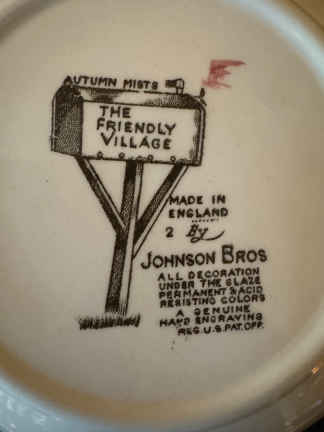 AUTUMN MISTS
THE
FRIENDLY
VILLAGE
MADE IN
ENGLAND
2 By
JOHNSON BROS
ALL DECORATION
UNDER THE GLAZE
PERMANENT & ACID
RESISTING COLORS
A GENUINE
HAND ENGRAVING
REG. U.S. PAT. OFF.